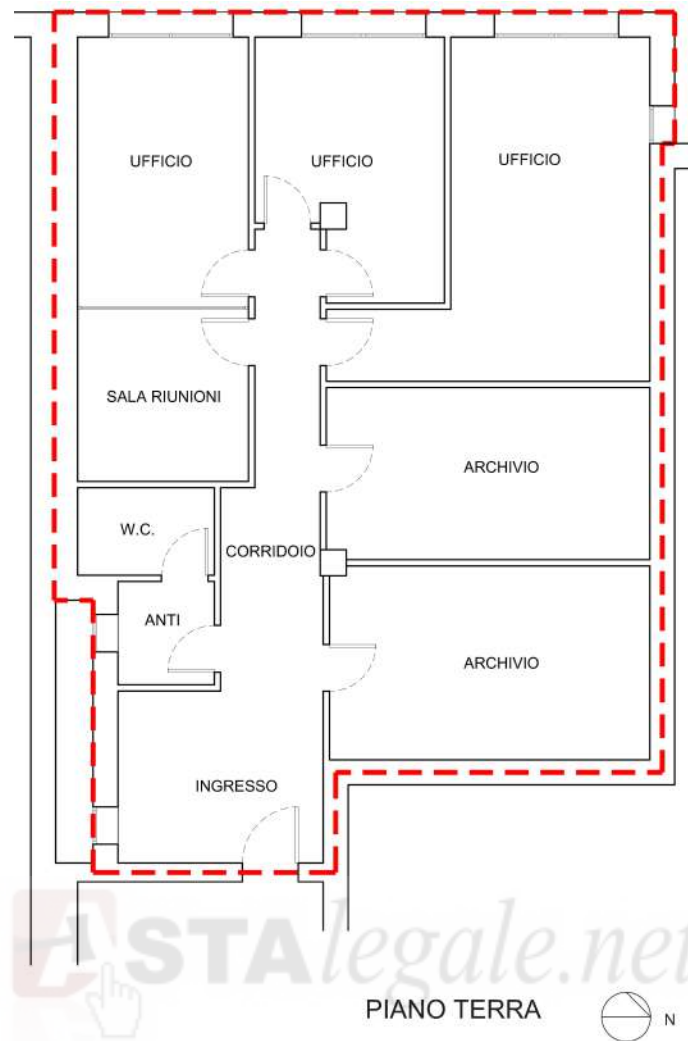 UFFICIO
UFFICIO
UFFICIO
SALA RIUNIONI
ARCHIVIO
W.C.
CORRIDOIO
ANTI
ARCHIVIO
INGRESSO
ASTAlegale.net
PIANO TERRA
N